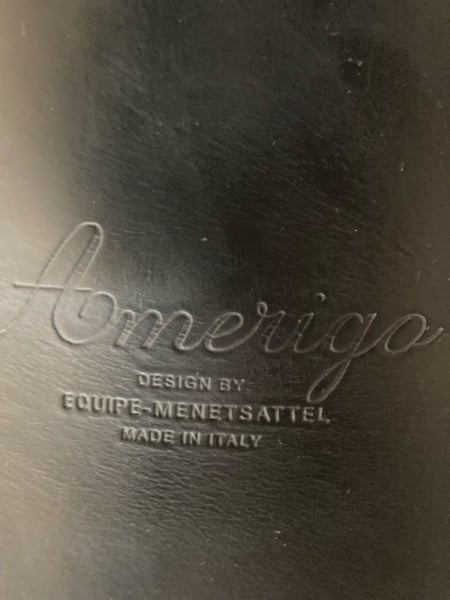 Amerigo
DESIGN BY
EQUIPE-MENETSATTEL
MADE IN ITALY